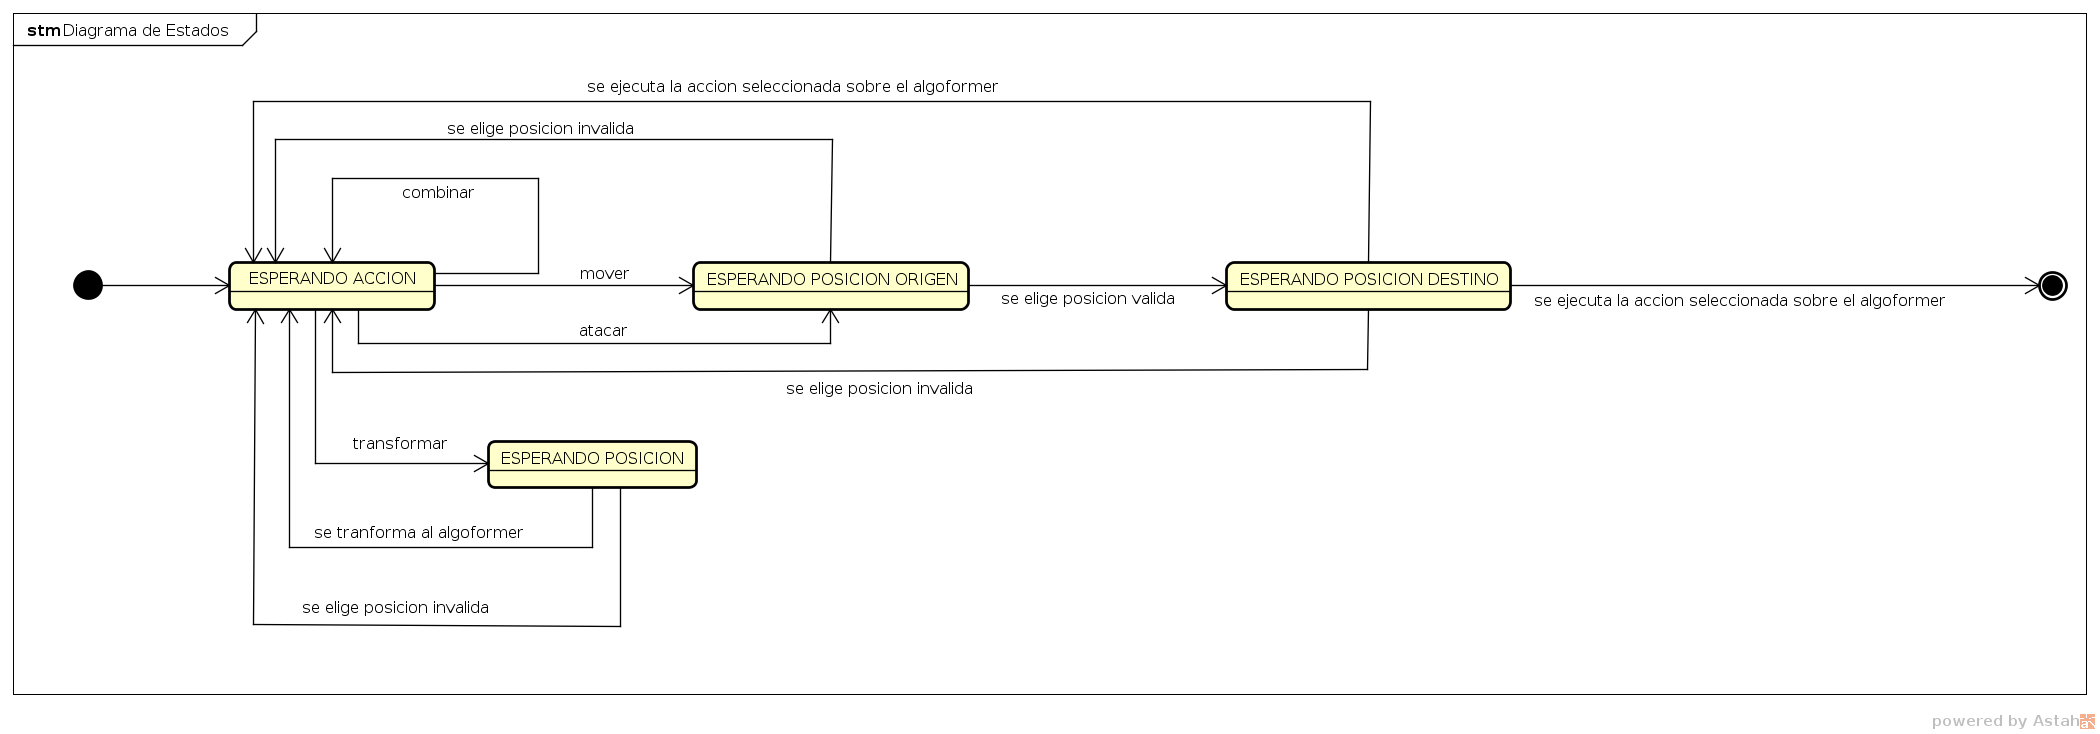 stm Diagrama de Estados
se ejecuta la accion seleccionada sobre el algoformer
se elige posicion invalida
combinar
ESPERANDO ACCION
mover
ESPERANDO POSICION ORIGEN
se elige posicion valida
ESPERANDO POSICION DESTINO
se ejecuta la accion seleccionada sobre el algoformer
atacar
se elige posicion invalida
transformar
ESPERANDO POSICION
se tranforma al algoformer
se elige posicion invalida
powered by Astah